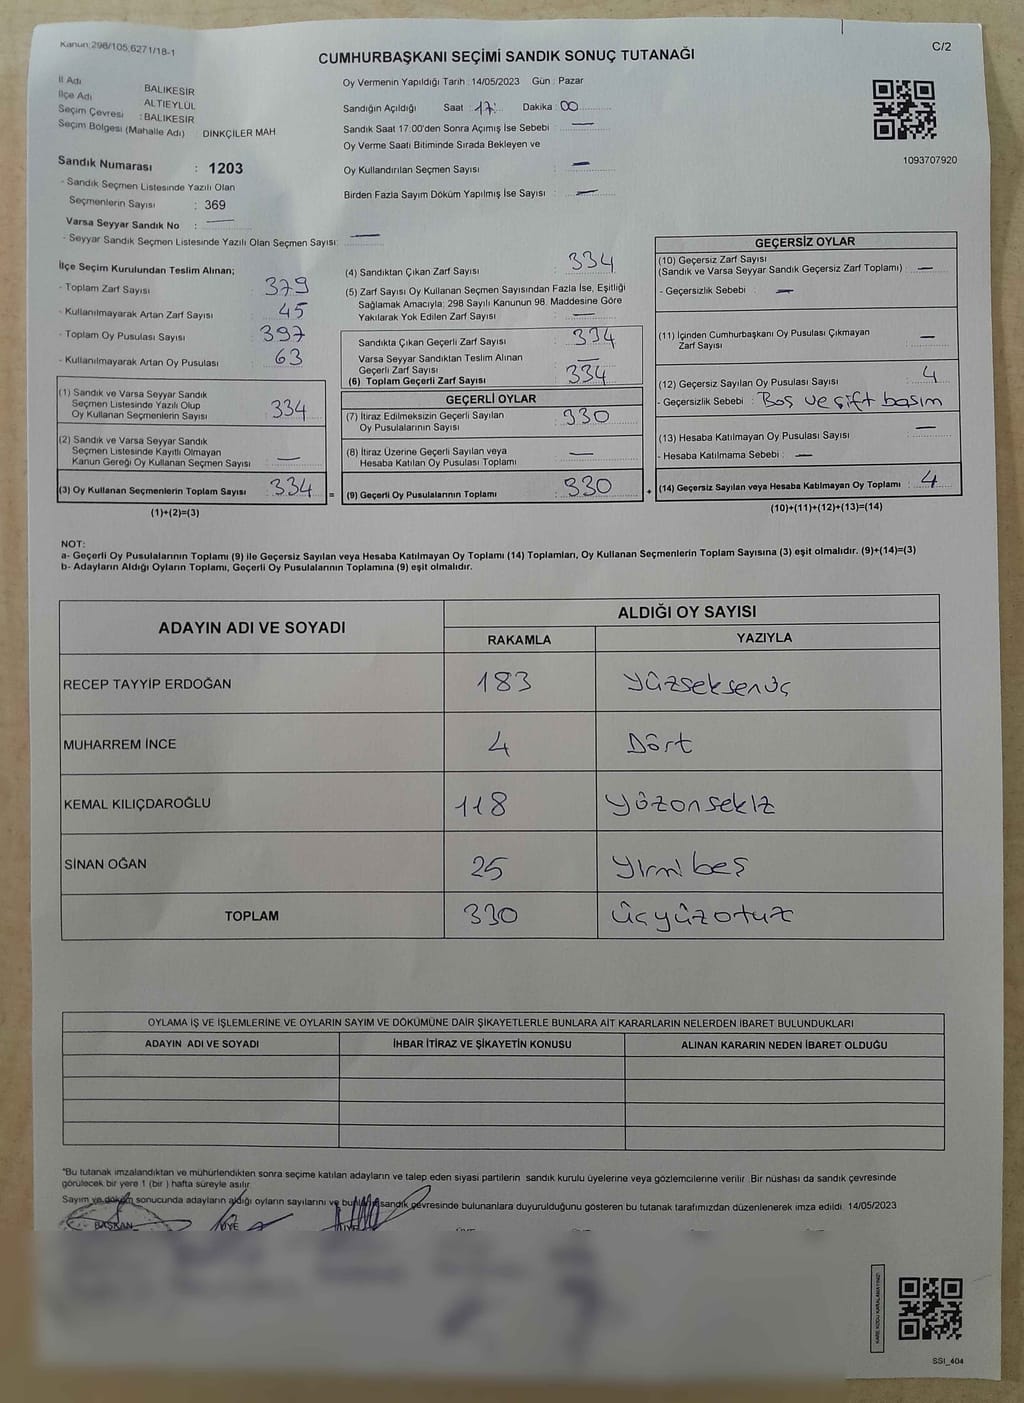 Kanun:298/105,6271/18-1
C/2
CUMHURBAŞKANI SEÇİMİ SANDIK SONUÇ TUTANAĞI
İl Adı BALIKESİR
İlçe Adı ALTIEYLÜL
Seçim Çevresi : BALIKESİR
Seçim Bölgesi (Mahalle Adı) DİNKÇİLER MAH
Sandık Numarası : 1203
- Sandık Seçmen Listesinde Yazılı Olan
Seçmenlerin Sayısı : 369
Varsa Seyyar Sandık No : —
- Seyyar Sandık Seçmen Listesinde Yazılı Olan Seçmen Sayısı: —
Oy Vermenin Yapıldığı Tarih : 14/05/2023 Gün : Pazar
Sandığın Açıldığı Saat : 17: Dakika : 00
Sandık Saat 17:00'den Sonra Açımış İse Sebebi : —
Oy Verme Saati Bitiminde Sırada Bekleyen ve
Oy Kullandırılan Seçmen Sayısı : —
Birden Fazla Sayım Döküm Yapılmış İse Sayısı : —
1093707920
İlçe Seçim Kurulundan Teslim Alınan;
- Toplam Zarf Sayısı : 379
- Kullanılmayarak Artan Zarf Sayısı : 45
- Toplam Oy Pusulası Sayısı : 397
- Kullanılmayarak Artan Oy Pusulası : 63
(1) Sandık ve Varsa Seyyar Sandık
Seçmen Listesinde Yazılı Olup
Oy Kullanan Seçmenlerin Sayısı : 334
(2) Sandık ve Varsa Seyyar Sandık
Seçmen Listesinde Kayıtlı Olmayan
Kanun Gereği Oy Kullanan Seçmen Sayısı : —
(3) Oy Kullanan Seçmenlerin Toplam Sayısı : 334 =
(1)+(2)=(3)
(4) Sandıktan Çıkan Zarf Sayısı : 334
(5) Zarf Sayısı Oy Kullanan Seçmen Sayısından Fazla İse, Eşitliği
Sağlamak Amacıyla; 298 Sayılı Kanunun 98. Maddesine Göre
Yakılarak Yok Edilen Zarf Sayısı : —
Sandıkta Çıkan Geçerli Zarf Sayısı : 334
Varsa Seyyar Sandıktan Teslim Alınan
Geçerli Zarf Sayısı : —
(6) Toplam Geçerli Zarf Sayısı : 334
GEÇERLİ OYLAR
(7) İtiraz Edilmeksizin Geçerli Sayılan
Oy Pusulalarının Sayısı : 330
(8) İtiraz Üzerine Geçerli Sayılan veya
Hesaba Katılan Oy Pusulası Toplamı : —
(9) Geçerli Oy Pusulalarının Toplamı : 330 +
GEÇERSİZ OYLAR
(10) Geçersiz Zarf Sayısı
(Sandık ve Varsa Seyyar Sandık Geçersiz Zarf Toplamı) : —
- Geçersizlik Sebebi : —
(11) İçinden Cumhurbaşkanı Oy Pusulası Çıkmayan
Zarf Sayısı : —
(12) Geçersiz Sayılan Oy Pusulası Sayısı : 4
- Geçersizlik Sebebi : Boş ve çift basım
(13) Hesaba Katılmayan Oy Pusulası Sayısı : —
- Hesaba Katılmama Sebebi : —
(14) Geçersiz Sayılan veya Hesaba Katılmayan Oy Toplamı : 4
(10)+(11)+(12)+(13)=(14)
NOT:
a- Geçerli Oy Pusulalarının Toplamı (9) ile Geçersiz Sayılan veya Hesaba Katılmayan Oy Toplamı (14) Toplamları, Oy Kullanan Seçmenlerin Toplam Sayısına (3) eşit olmalıdır. (9)+(14)=(3)
b- Adayların Aldığı Oyların Toplamı, Geçerli Oy Pusulalarının Toplamına (9) eşit olmalıdır.
ADAYIN ADI VE SOYADI ALDIĞI OY SAYISI
RAKAMLA YAZIYLA
RECEP TAYYİP ERDOĞAN 183 Yüzseksenüç
MUHARREM İNCE 4 Dört
KEMAL KILIÇDAROĞLU 118 Yüzonsekiz
SİNAN OĞAN 25 Yirmi beş
TOPLAM 330 Üçyüzotuz
OYLAMA İŞ VE İŞLEMLERİNE VE OYLARIN SAYIM VE DÖKÜMÜNE DAİR ŞİKAYETLERLE BUNLARA AİT KARARLARIN NELERDEN İBARET BULUNDUKLARI
ADAYIN ADI VE SOYADI İHBAR İTİRAZ VE ŞİKAYETİN KONUSU ALINAN KARARIN NEDEN İBARET OLDUĞU
*Bu tutanak imzalandıktan ve mühürlendikten sonra seçime katılan adayların ve talep eden siyasi partilerin sandık kurulu üyelerine veya gözlemcilerine verilir. Bir nüshası da sandık çevresinde
görülecek bir yere 1 (bir ) hafta süreyle asılır.
Sayım ve döküm sonucunda adayların aldığı oyların sayılarını ve sandık çevresinde bulunanlara duyurulduğunu gösteren bu tutanak tarafımızdan düzenlenerek imza edildi. 14/05/2023
BAŞKAN ÜYE ÜYE
KARE KODU KARALAMAYINIZ!
SSI_404